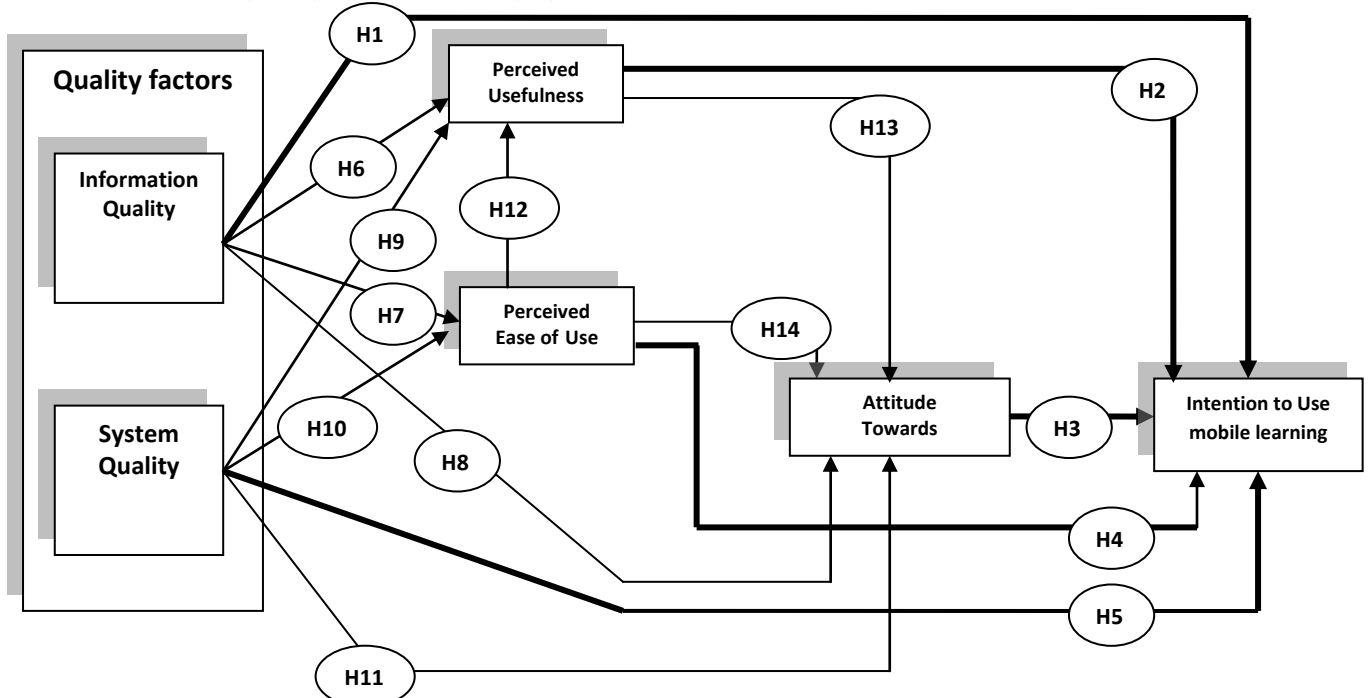 H1
Quality factors
Perceived
Usefulness
H2
H13
Information
Quality
H6
H12
H9
H7
Perceived
Ease of Use
H14
Attitude
Towards
H3
Intention to Use
mobile learning
System
Quality
H10
H8
H4
H5
H11